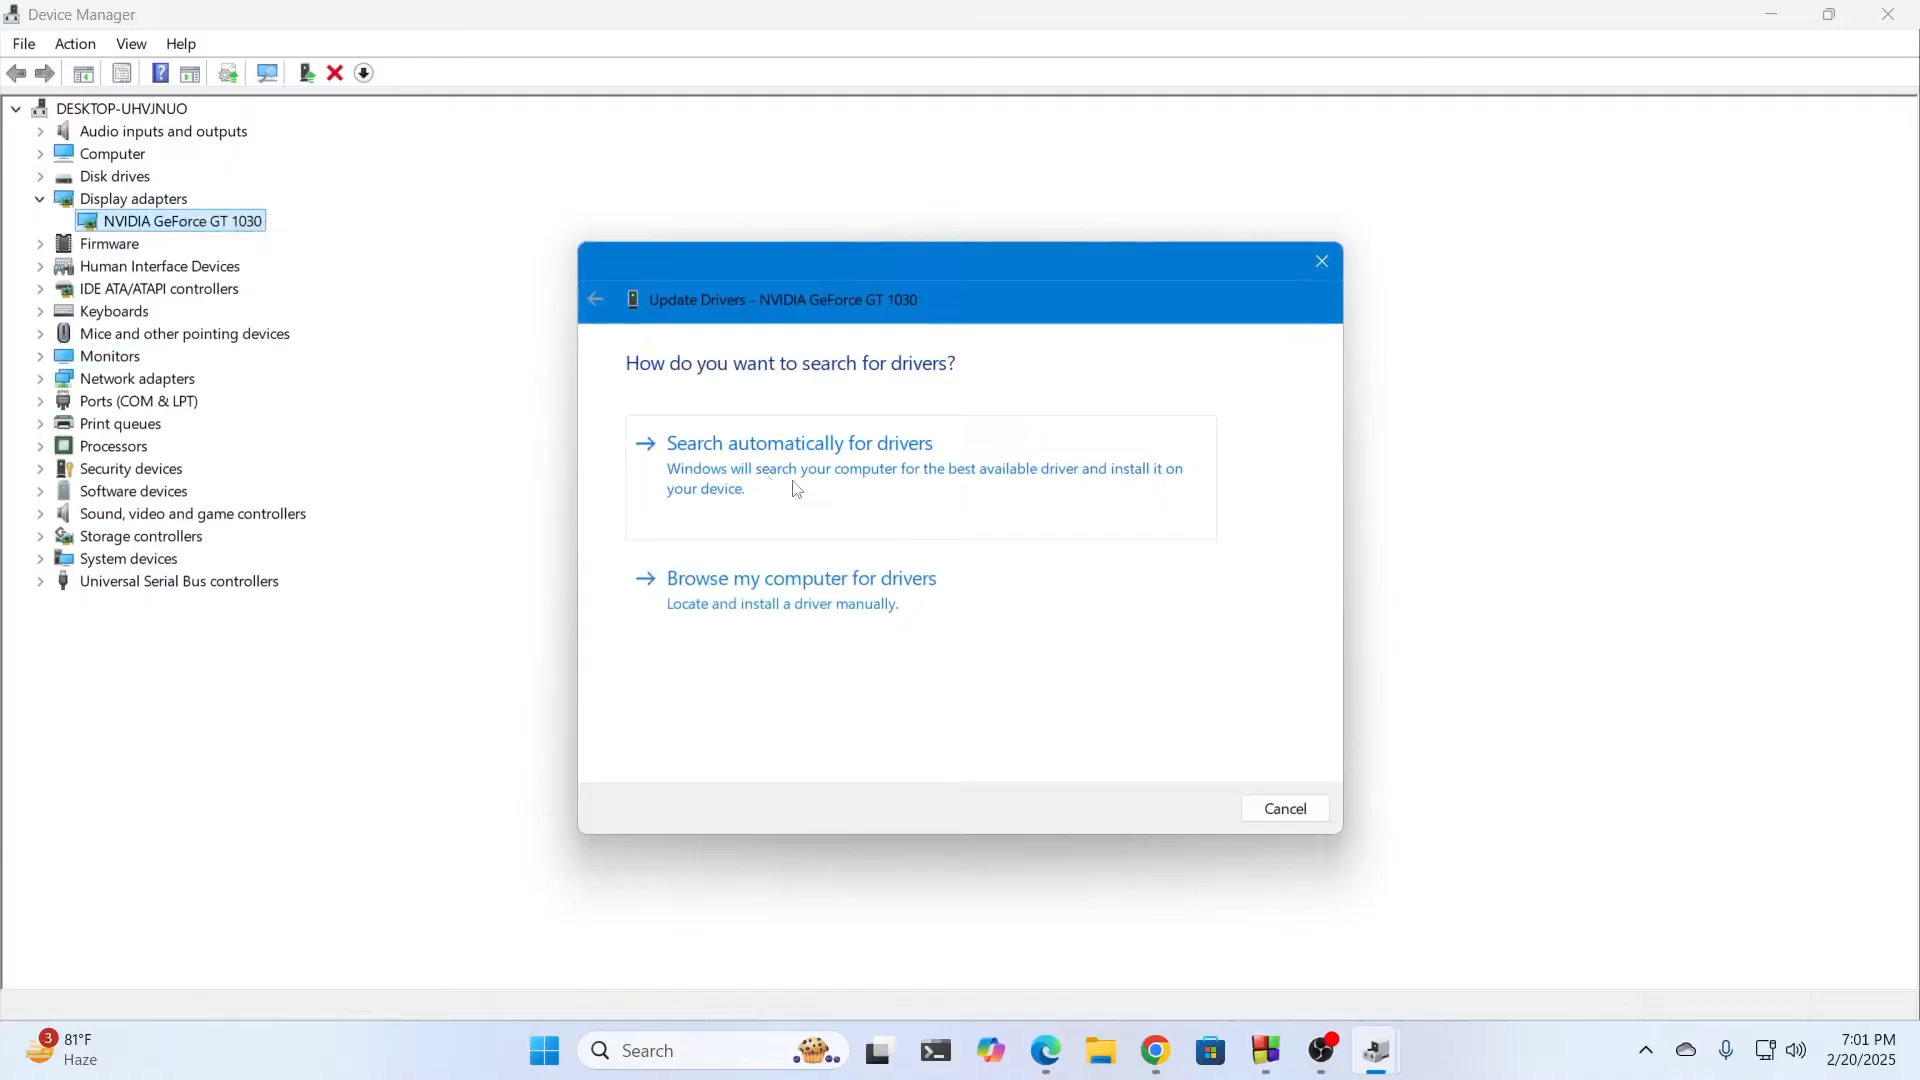 Device Manager
File Action View Help
DESKTOP-UHVJNUO
Audio inputs and outputs
Computer
Disk drives
Display adapters
NVIDIA GeForce GT 1030
Firmware
Human Interface Devices
IDE ATA/ATAPI controllers
Keyboards
Mice and other pointing devices
Monitors
Network adapters
Ports (COM & LPT)
Print queues
Processors
Security devices
Software devices
Sound, video and game controllers
Storage controllers
System devices
Universal Serial Bus controllers
Update Drivers - NVIDIA GeForce GT 1030
How do you want to search for drivers?
Search automatically for drivers
Windows will search your computer for the best available driver and install it on
your device.
Browse my computer for drivers
Locate and install a driver manually.
Cancel
3
81°F
Haze
Search
7:01 PM
2/20/2025